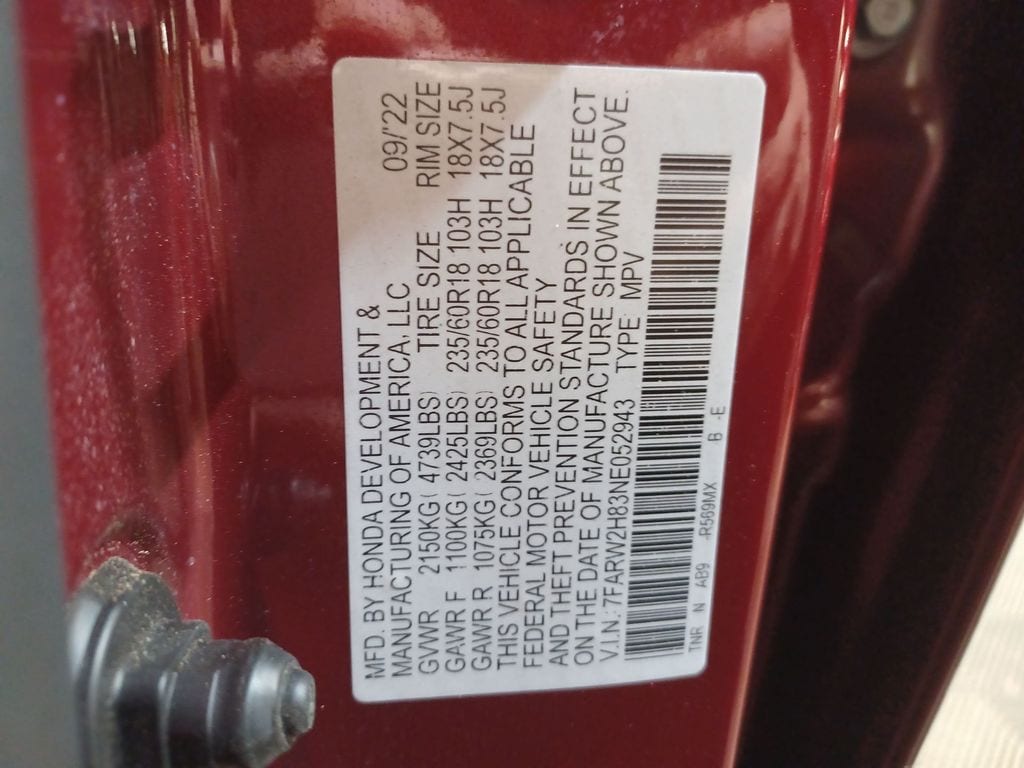 MFD. BY HONDA DEVELOPMENT &
MANUFACTURING OF AMERICA, LLC 09/'22
GVWR 2150KG( 4739LBS) TIRE SIZE RIM SIZE
GAWR F 1100KG( 2425LBS) 235/60R18 103H 18X7.5J
GAWR R 1075KG( 2369LBS) 235/60R18 103H 18X7.5J
THIS VEHICLE CONFORMS TO ALL APPLICABLE
FEDERAL MOTOR VEHICLE SAFETY
AND THEFT PREVENTION STANDARDS IN EFFECT
ON THE DATE OF MANUFACTURE SHOWN ABOVE.
V.I.N.: 7FARW2H83NE052943 TYPE: MPV
TNR N AB9 -R569MX B -E